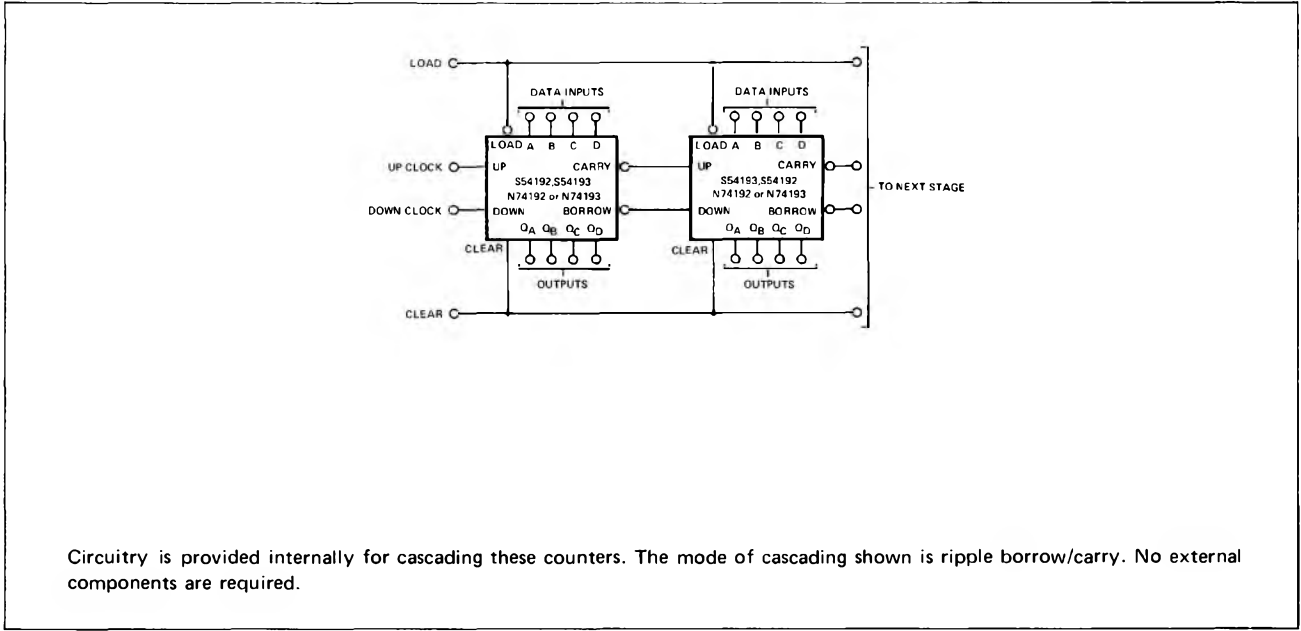 LOAD
DATA INPUTS DATA INPUTS
LOAD A B C D LOAD A B C D
UP CLOCK UP CARRY UP CARRY
S54192,S54193 S54193,S54192
N74192 or N74193 N74192 or N74193
TO NEXT STAGE
DOWN CLOCK DOWN BORROW DOWN BORROW
QA QB QC QD QA QB QC QD
CLEAR CLEAR
OUTPUTS OUTPUTS
CLEAR
Circuitry is provided internally for cascading these counters. The mode of cascading shown is ripple borrow/carry. No external
components are required.